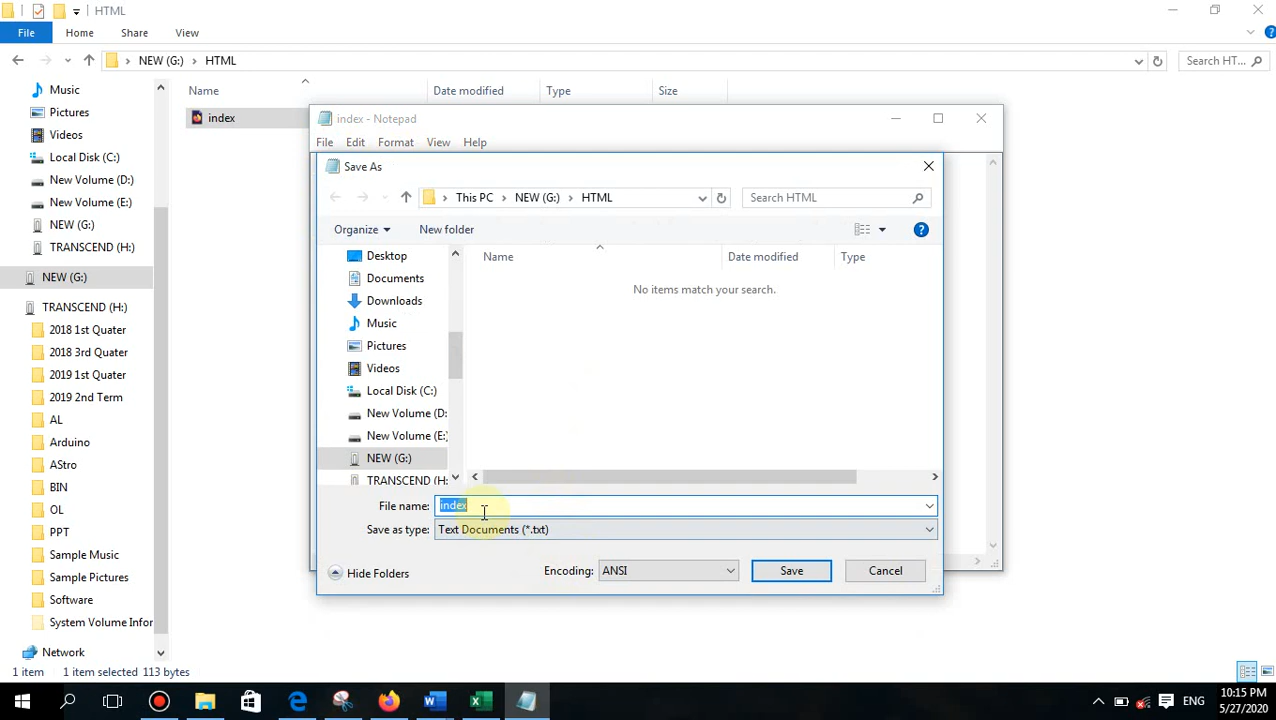 HTML
File
Home
Share
View
NEW (G:)
HTML
Search HT...
Music
Pictures
Videos
Local Disk (C:)
New Volume (D:)
New Volume (E:)
NEW (G:)
TRANSCEND (H:)
NEW (G:)
TRANSCEND (H:)
2018 1st Quater
2018 3rd Quater
2019 1st Quater
2019 2nd Term
AL
Arduino
AStro
BIN
OL
PPT
Sample Music
Sample Pictures
Software
System Volume Infor
Network
Name
Date modified
Type
Size
index
index - Notepad
File
Edit
Format
View
Help
Save As
This PC
NEW (G:)
HTML
Search HTML
Organize
New folder
Desktop
Documents
Downloads
Music
Pictures
Videos
Local Disk (C:)
New Volume (D:
New Volume (E:)
NEW (G:)
TRANSCEND (H:
Name
Date modified
Type
No items match your search.
File name:
index
Save as type:
Text Documents (*.txt)
Hide Folders
Encoding:
ANSI
Save
Cancel
1 item
1 item selected 113 bytes
ENG
10:15 PM
5/27/2020